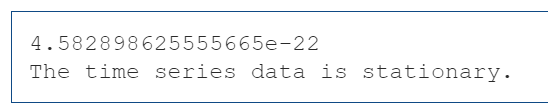 4.582898625555665e-22
The time series data is stationary.